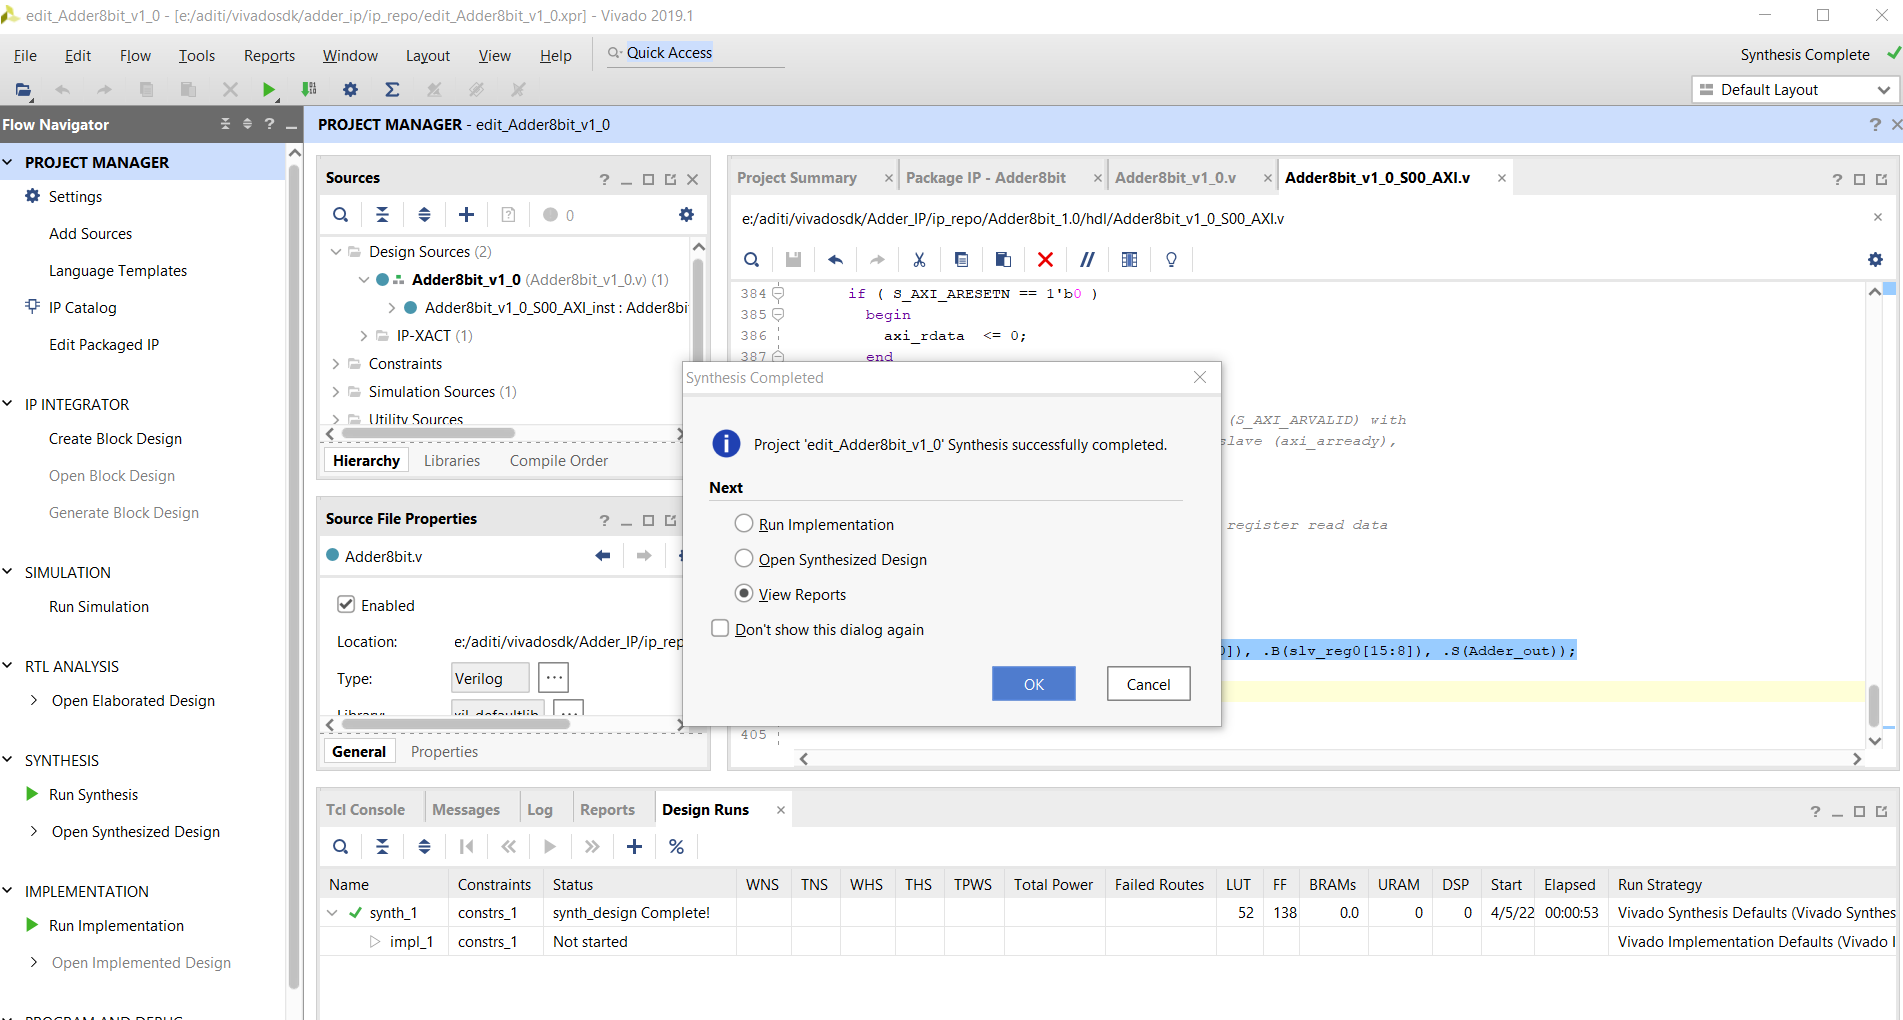 edit_Adder8bit_v1_0 - [e:/aditi/vivadosdk/adder_ip/ip_repo/edit_Adder8bit_v1_0.xpr] - Vivado 2019.1
File Edit Flow Tools Reports Window Layout View Help Quick Access
Synthesis Complete
Default Layout
Flow Navigator
PROJECT MANAGER
Settings
Add Sources
Language Templates
IP Catalog
Edit Packaged IP
IP INTEGRATOR
Create Block Design
Open Block Design
Generate Block Design
SIMULATION
Run Simulation
RTL ANALYSIS
Open Elaborated Design
SYNTHESIS
Run Synthesis
Open Synthesized Design
IMPLEMENTATION
Run Implementation
Open Implemented Design
PROGRAM AND DEBUG
PROJECT MANAGER - edit_Adder8bit_v1_0
Sources
0
Design Sources (2)
Adder8bit_v1_0 (Adder8bit_v1_0.v) (1)
Adder8bit_v1_0_S00_AXI_inst : Adder8bi
IP-XACT (1)
Constraints
Simulation Sources (1)
Utility Sources
Hierarchy Libraries Compile Order
Source File Properties
Adder8bit.v
Enabled
Location: e:/aditi/vivadosdk/Adder_IP/ip_rep
Type: Verilog ...
Library: xil_defaultlib ...
General Properties
Project Summary Package IP - Adder8bit Adder8bit_v1_0.v Adder8bit_v1_0_S00_AXI.v
e:/aditi/vivadosdk/Adder_IP/ip_repo/Adder8bit_1.0/hdl/Adder8bit_v1_0_S00_AXI.v
384 if ( S_AXI_ARESETN == 1'b0 )
385 begin
386 axi_rdata <= 0;
387 end
(S_AXI_ARVALID) with
slave (axi_arready),
register read data
0]), .B(slv_reg0[15:8]), .S(Adder_out));
405
Synthesis Completed
Project 'edit_Adder8bit_v1_0' Synthesis successfully completed.
Next
Run Implementation
Open Synthesized Design
View Reports
Don't show this dialog again
OK Cancel
Tcl Console Messages Log Reports Design Runs
Name Constraints Status WNS TNS WHS THS TPWS Total Power Failed Routes LUT FF BRAMs URAM DSP Start Elapsed Run Strategy
synth_1 constrs_1 synth_design Complete! 52 138 0.0 0 0 4/5/22 00:00:53 Vivado Synthesis Defaults (Vivado Synthes
impl_1 constrs_1 Not started Vivado Implementation Defaults (Vivado I